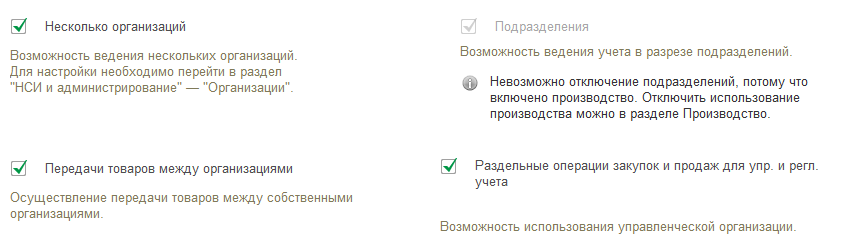 Несколько организаций
Возможность ведения нескольких организаций.
Для настройки необходимо перейти в раздел
"НСИ и администрирование" — "Организации".
Подразделения
Возможность ведения учета в разрезе подразделений.
Невозможно отключение подразделений, потому что
включено производство. Отключить использование
производства можно в разделе Производство.
Передачи товаров между организациями
Осуществление передачи товаров между собственными
организациями.
Раздельные операции закупок и продаж для упр. и регл.
учета
Возможность использования управленческой организации.